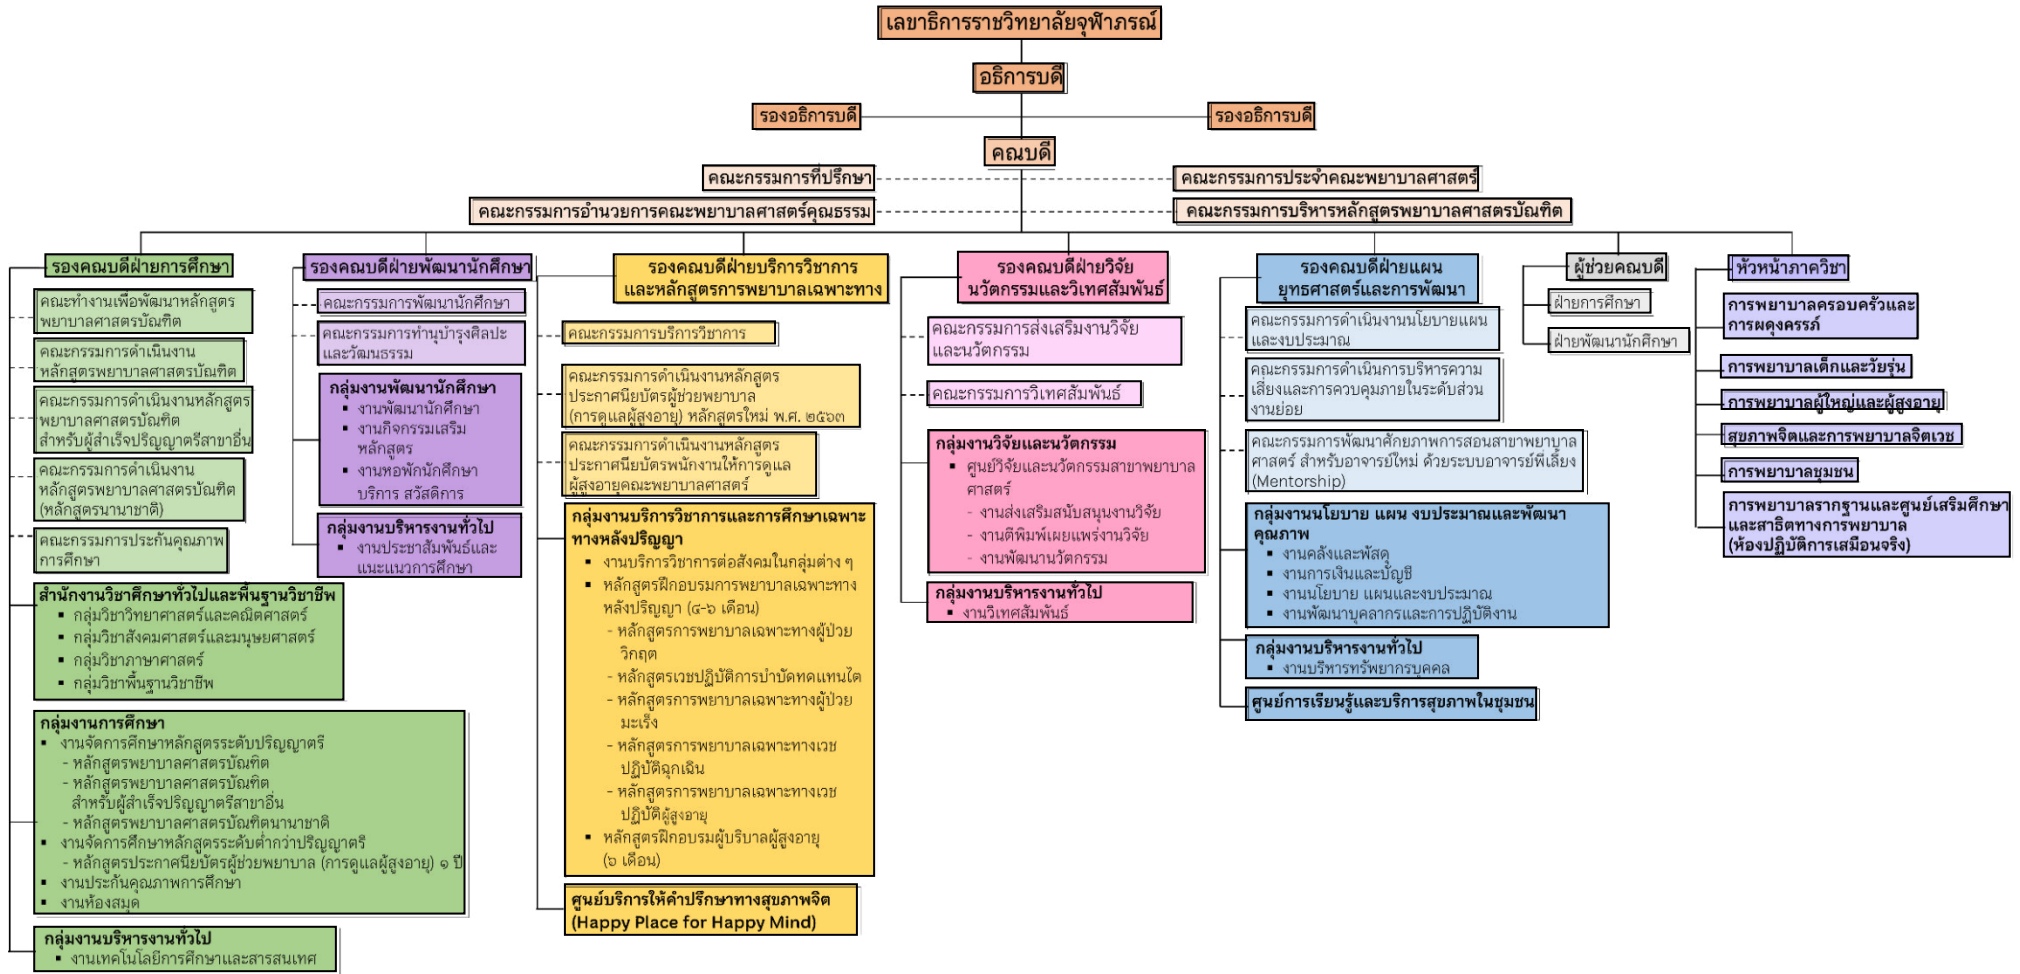 เลขาธิการราชวิทยาลัยจุฬาภรณ์
อธิการบดี
รองอธิการบดี
รองอธิการบดี
คณบดี
คณะกรรมการที่ปรึกษา
คณะกรรมการประจำคณะพยาบาลศาสตร์
คณะกรรมการอำนวยการคณะพยาบาลศาสตร์คุณธรรม
คณะกรรมการบริหารหลักสูตรพยาบาลศาสตรบัณฑิต
รองคณบดีฝ่ายการศึกษา
คณะทำงานเพื่อพัฒนาหลักสูตร
พยาบาลศาสตรบัณฑิต
คณะกรรมการดำเนินงาน
หลักสูตรพยาบาลศาสตรบัณฑิต
คณะกรรมการดำเนินงานหลักสูตร
พยาบาลศาสตรบัณฑิต
สำหรับผู้สำเร็จปริญญาตรีสาขาอื่น
คณะกรรมการดำเนินงาน
หลักสูตรพยาบาลศาสตรบัณฑิต
(หลักสูตรนานาชาติ)
คณะกรรมการประกันคุณภาพ
การศึกษา
สำนักงานวิชาศึกษาทั่วไปและพื้นฐานวิชาชีพ
▪ กลุ่มวิชาวิทยาศาสตร์และคณิตศาสตร์
▪ กลุ่มวิชาสังคมศาสตร์และมนุษยศาสตร์
▪ กลุ่มวิชาภาษาศาสตร์
▪ กลุ่มวิชาพื้นฐานวิชาชีพ
กลุ่มงานการศึกษา
▪ งานจัดการศึกษาหลักสูตรระดับปริญญาตรี
- หลักสูตรพยาบาลศาสตรบัณฑิต
- หลักสูตรพยาบาลศาสตรบัณฑิต
สำหรับผู้สำเร็จปริญญาตรีสาขาอื่น
- หลักสูตรพยาบาลศาสตรบัณฑิตนานาชาติ
▪ งานจัดการศึกษาหลักสูตรระดับต่ำกว่าปริญญาตรี
- หลักสูตรประกาศนียบัตรผู้ช่วยพยาบาล (การดูแลผู้สูงอายุ) ๑ ปี
▪ งานประกันคุณภาพการศึกษา
▪ งานห้องสมุด
กลุ่มงานบริหารงานทั่วไป
▪ งานเทคโนโลยีการศึกษาและสารสนเทศ
รองคณบดีฝ่ายพัฒนานักศึกษา
คณะกรรมการพัฒนานักศึกษา
คณะกรรมการทำนุบำรุงศิลปะ
และวัฒนธรรม
กลุ่มงานพัฒนานักศึกษา
▪ งานพัฒนานักศึกษา
▪ งานกิจกรรมเสริม
หลักสูตร
▪ งานหอพักนักศึกษา
บริการ สวัสดิการ
กลุ่มงานบริหารงานทั่วไป
▪ งานประชาสัมพันธ์และ
แนะแนวการศึกษา
รองคณบดีฝ่ายบริการวิชาการ
และหลักสูตรการพยาบาลเฉพาะทาง
คณะกรรมการบริการวิชาการ
คณะกรรมการดำเนินงานหลักสูตร
ประกาศนียบัตรผู้ช่วยพยาบาล
(การดูแลผู้สูงอายุ) หลักสูตรใหม่ พ.ศ. ๒๕๖๓
คณะกรรมการดำเนินงานหลักสูตร
ประกาศนียบัตรพนักงานให้การดูแล
ผู้สูงอายุคณะพยาบาลศาสตร์
กลุ่มงานบริการวิชาการและการศึกษาเฉพาะ
ทางหลังปริญญา
▪ งานบริการวิชาการต่อสังคมในกลุ่มต่าง ๆ
▪ หลักสูตรฝึกอบรมการพยาบาลเฉพาะทาง
หลังปริญญา (๔-๖ เดือน)
- หลักสูตรการพยาบาลเฉพาะทางผู้ป่วย
วิกฤต
- หลักสูตรเวชปฏิบัติการบำบัดทดแทนไต
- หลักสูตรการพยาบาลเฉพาะทางผู้ป่วย
มะเร็ง
- หลักสูตรการพยาบาลเฉพาะทางเวช
ปฏิบัติฉุกเฉิน
- หลักสูตรการพยาบาลเฉพาะทางเวช
ปฏิบัติผู้สูงอายุ
▪ หลักสูตรฝึกอบรมผู้บริบาลผู้สูงอายุ
(๖ เดือน)
ศูนย์บริการให้คำปรึกษาทางสุขภาพจิต
(Happy Place for Happy Mind)
รองคณบดีฝ่ายวิจัย
นวัตกรรมและวิเทศสัมพันธ์
คณะกรรมการส่งเสริมงานวิจัย
และนวัตกรรม
คณะกรรมการวิเทศสัมพันธ์
กลุ่มงานวิจัยและนวัตกรรม
▪ ศูนย์วิจัยและนวัตกรรมสาขาพยาบาล
ศาสตร์
- งานส่งเสริมสนับสนุนงานวิจัย
- งานตีพิมพ์เผยแพร่งานวิจัย
- งานพัฒนานวัตกรรม
กลุ่มงานบริหารงานทั่วไป
▪ งานวิเทศสัมพันธ์
รองคณบดีฝ่ายแผน
ยุทธศาสตร์และการพัฒนา
คณะกรรมการดำเนินงานนโยบายแผน
และงบประมาณ
คณะกรรมการดำเนินการบริหารความ
เสี่ยงและการควบคุมภายในระดับส่วน
งานย่อย
คณะกรรมการพัฒนาศักยภาพการสอนสาขาพยาบาล
ศาสตร์ สำหรับอาจารย์ใหม่ ด้วยระบบอาจารย์พี่เลี้ยง
(Mentorship)
กลุ่มงานนโยบาย แผน งบประมาณและพัฒนา
คุณภาพ
▪ งานคลังและพัสดุ
▪ งานการเงินและบัญชี
▪ งานนโยบาย แผนและงบประมาณ
▪ งานพัฒนาบุคลากรและการปฏิบัติงาน
กลุ่มงานบริหารงานทั่วไป
▪ งานบริหารทรัพยากรบุคคล
ศูนย์การเรียนรู้และบริการสุขภาพในชุมชน
ผู้ช่วยคณบดี
ฝ่ายการศึกษา
ฝ่ายพัฒนานักศึกษา
หัวหน้าภาควิชา
การพยาบาลครอบครัวและ
การผดุงครรภ์
การพยาบาลเด็กและวัยรุ่น
การพยาบาลผู้ใหญ่และผู้สูงอายุ
สุขภาพจิตและการพยาบาลจิตเวช
การพยาบาลชุมชน
การพยาบาลรากฐานและศูนย์เสริมศึกษา
และสาธิตทางการพยาบาล
(ห้องปฏิบัติการเสมือนจริง)